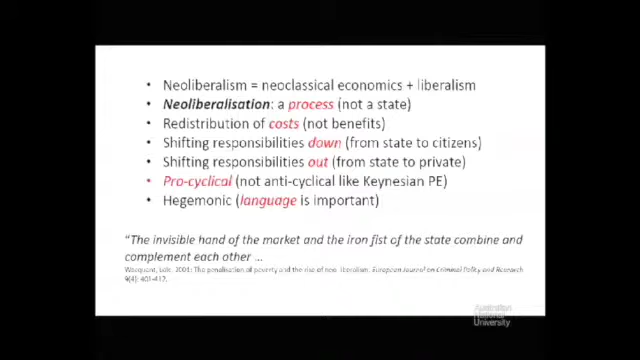 • Neoliberalism = neoclassical economics + liberalism
• Neoliberalisation: a process (not a state)
• Redistribution of costs (not benefits)
• Shifting responsibilities down (from state to citizens)
• Shifting responsibilities out (from state to private)
• Pro-cyclical (not anti-cyclical like Keynesian PE)
• Hegemonic (language is important)
“The invisible hand of the market and the iron fist of the state combine and
complement each other …
Wacquant, 2001: The penalisation of poverty and the rise of neo-liberalism. European Journal on Criminal Policy and Research
9(4): 401-412.
Australian
National
University